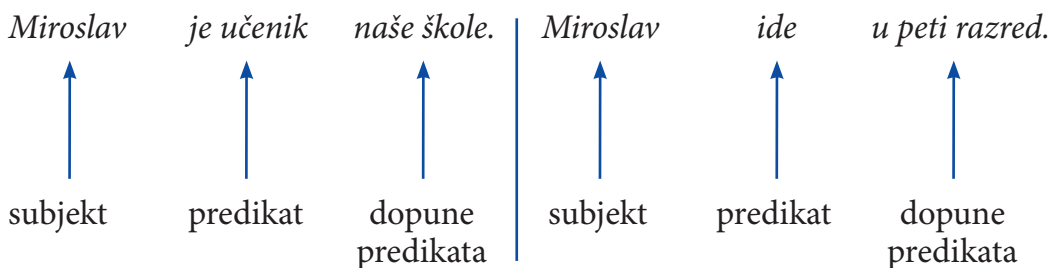 Miroslav je učenik naše škole. Miroslav ide u peti razred.
subjekt predikat dopune predikata subjekt predikat dopune predikata